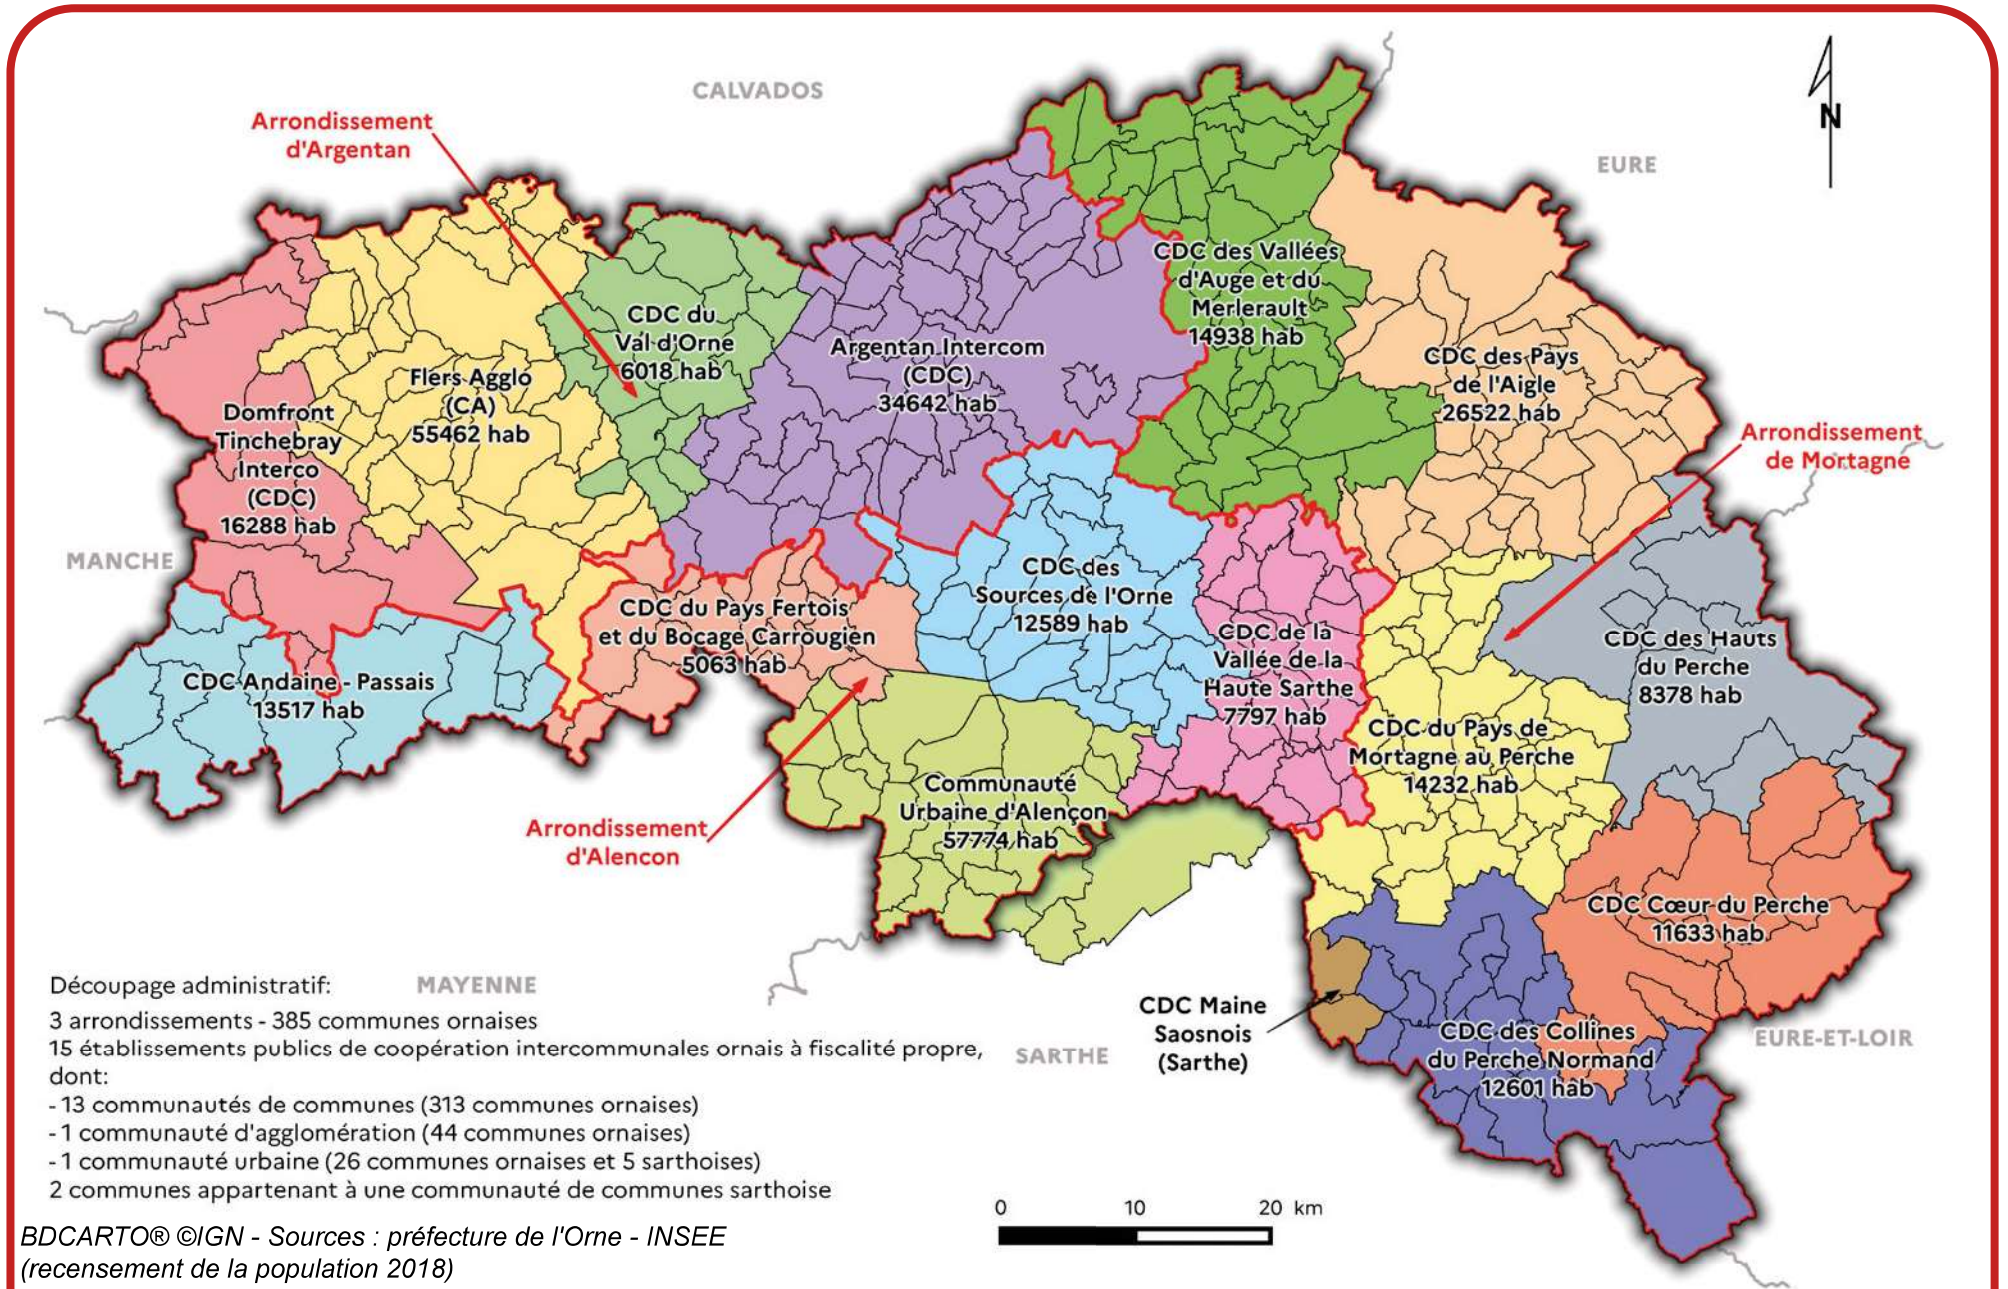 CALVADOS
Arrondissement
d'Argentan
N
EURE
CDC des Vallées
d'Auge et du
Merlerault
14938 hab
CDC du
Val d'Orne
6018 hab
Argentan Intercom
(CDC)
34642 hab
CDC des Pays
de l'Aigle
26522 hab
Flers Agglo
(CA)
55462 hab
Domfront
Tinchebray
Interco
(CDC)
16288 hab
Arrondissement
de Mortagne
MANCHE
CDC des
Sources de l'Orne
12589 hab
CDC du Pays Fertois
et du Bocage Carrougien
5063 hab
CDC de la
Vallée de la
Haute Sarthe
7797 hab
CDC des Hauts
du Perche
8378 hab
CDC Andaine - Passais
13517 hab
CDC du Pays de
Mortagne au Perche
14232 hab
Communauté
Urbaine d'Alençon
57774 hab
Arrondissement
d'Alencon
CDC Cœur du Perche
11633 hab
Découpage administratif:
MAYENNE
3 arrondissements - 385 communes ornaises
15 établissements publics de coopération intercommunales ornais à fiscalité propre,
dont:
- 13 communautés de communes (313 communes ornaises)
- 1 communauté d'agglomération (44 communes ornaises)
- 1 communauté urbaine (26 communes ornaises et 5 sarthoises)
2 communes appartenant à une communauté de communes sarthoise
SARTHE
CDC Maine
Saosnois
(Sarthe)
CDC des Collines
du Perche Normand
12601 hab
EURE-ET-LOIR
0 10 20 km
BDCARTO® ©IGN - Sources : préfecture de l'Orne - INSEE
(recensement de la population 2018)